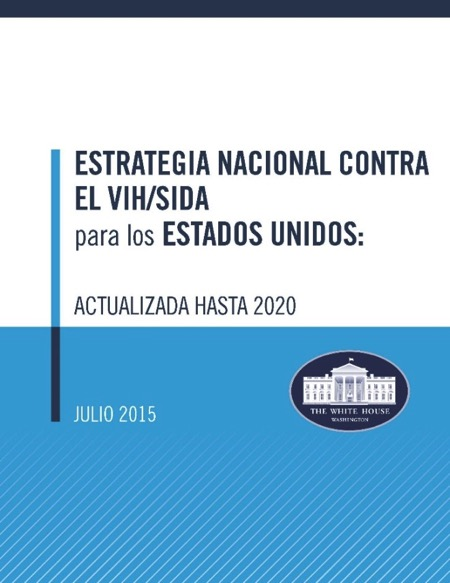 ESTRATEGIA NACIONAL CONTRA
EL VIH/SIDA
para los ESTADOS UNIDOS:
ACTUALIZADA HASTA 2020
JULIO 2015
THE WHITE HOUSE
WASHINGTON